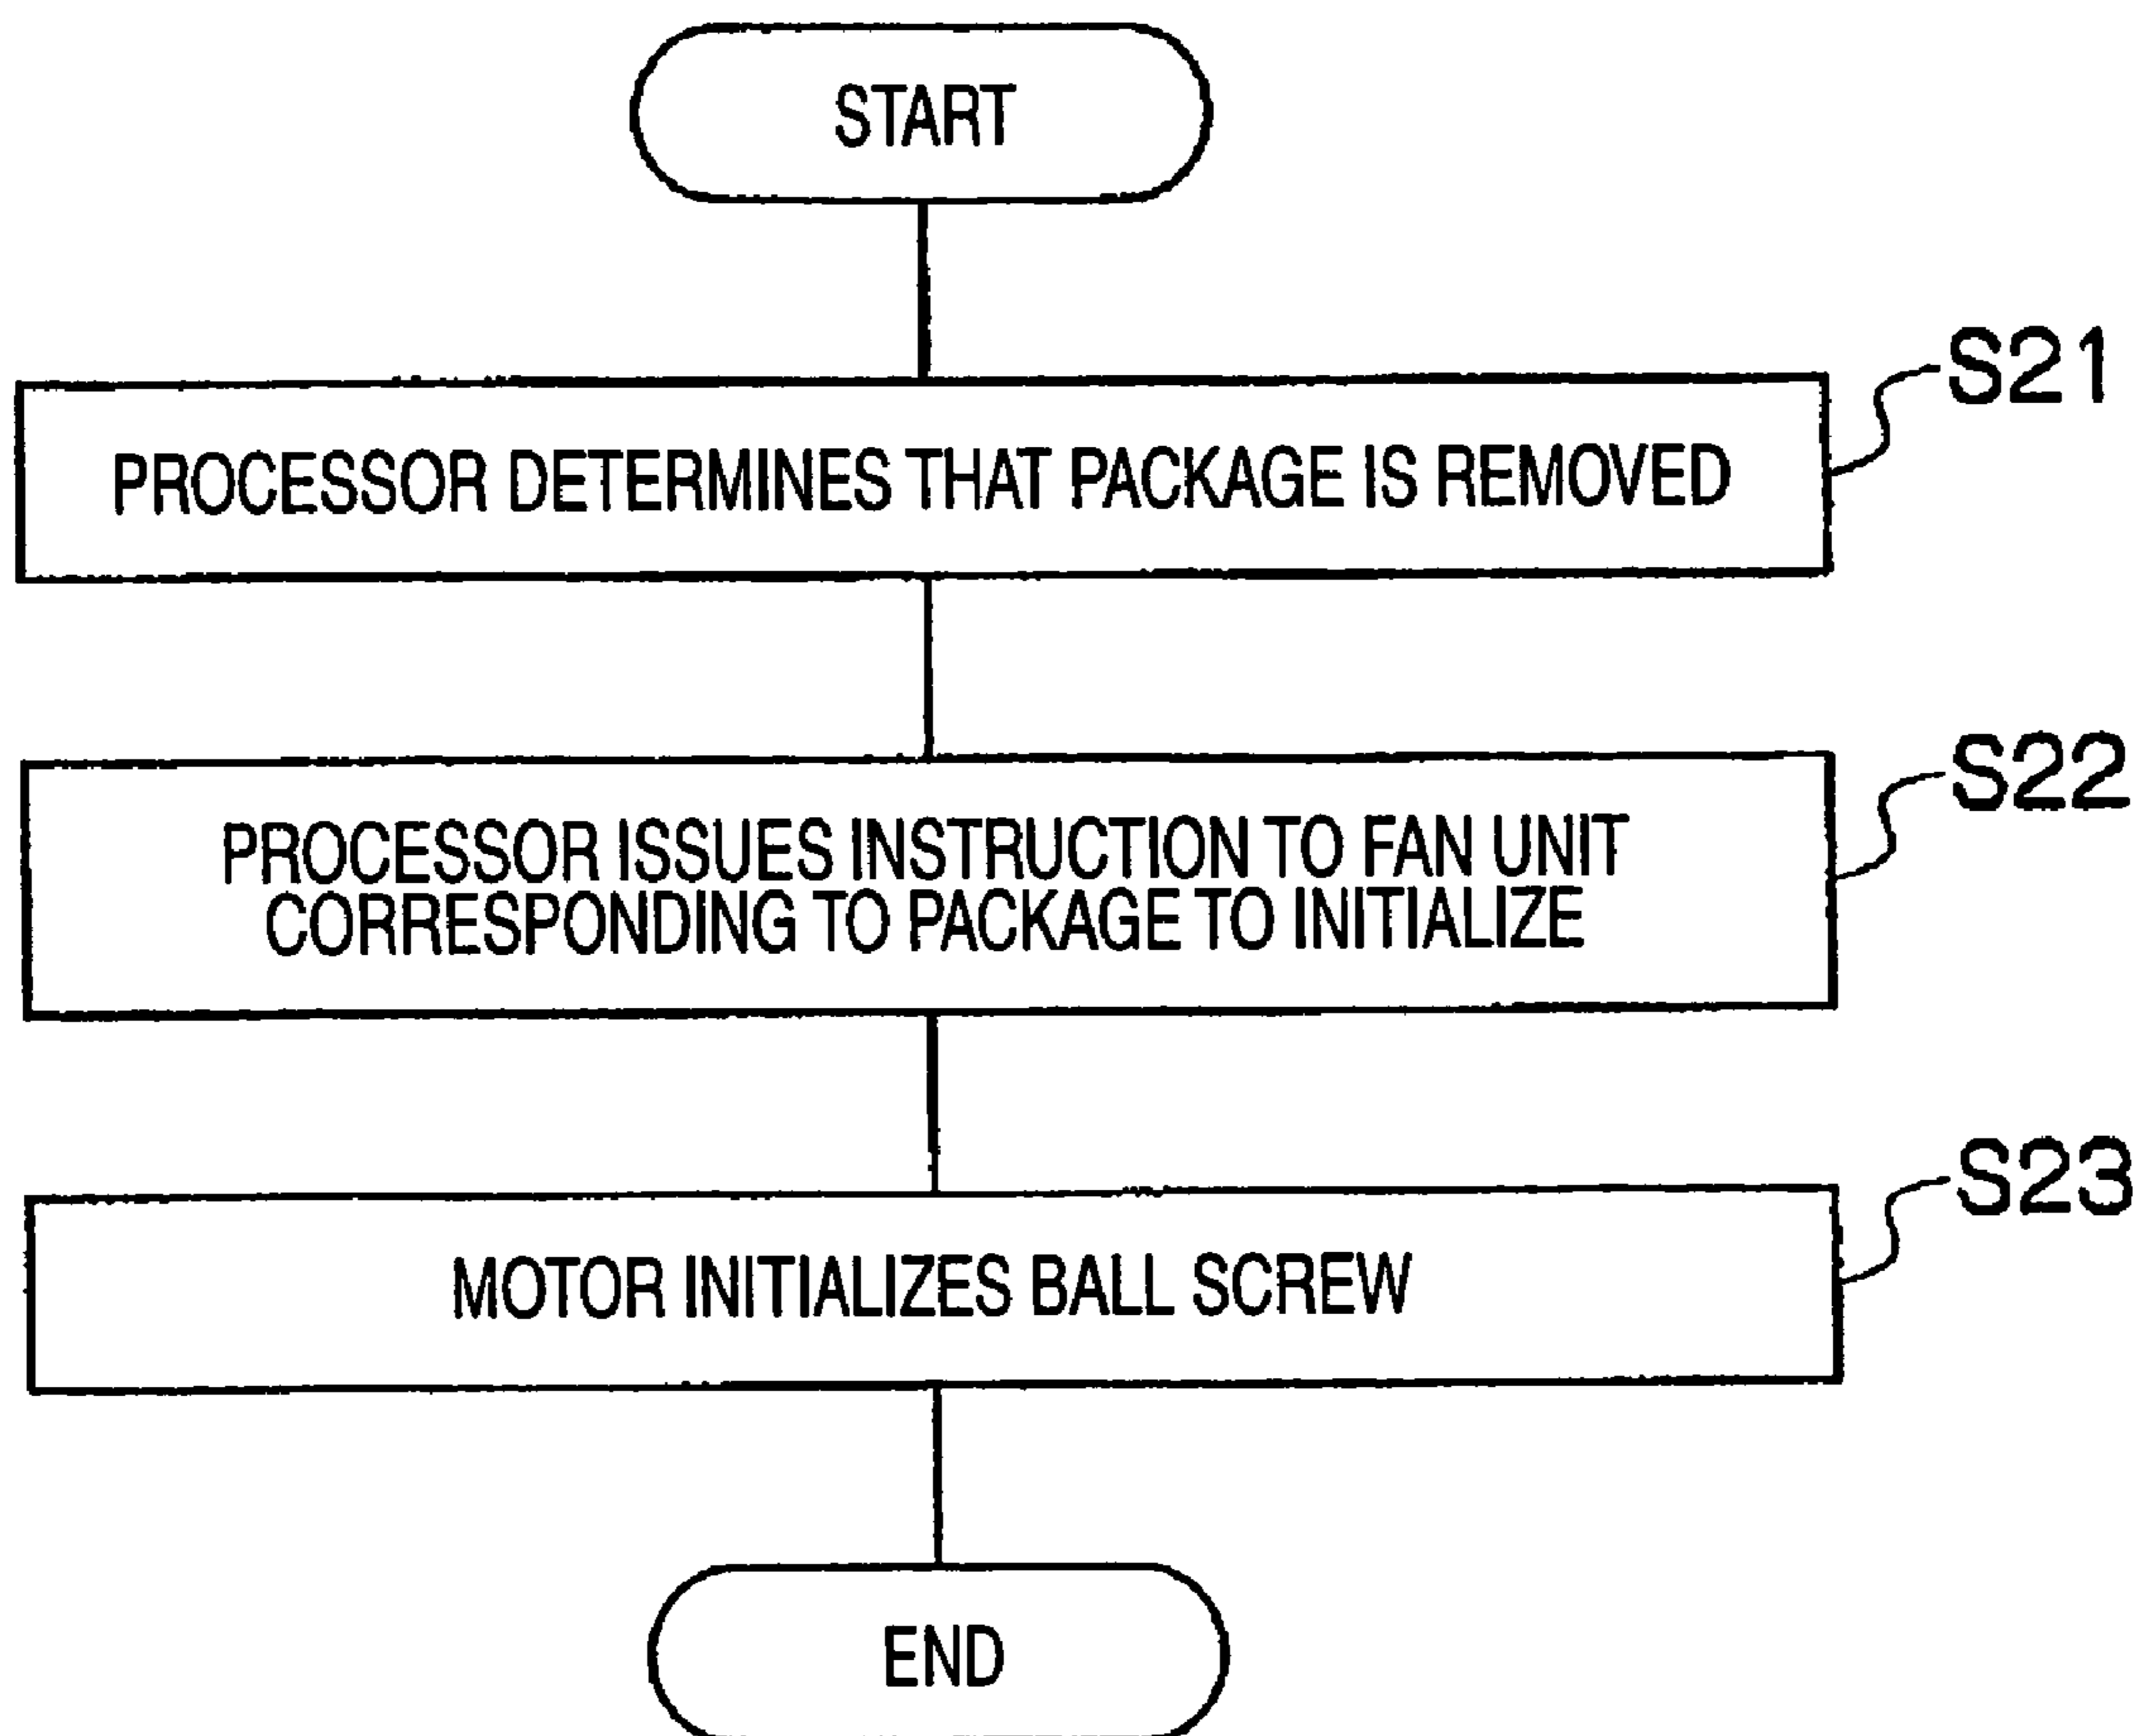 START
S21
PROCESSOR DETERMINES THAT PACKAGE IS REMOVED
S22
PROCESSOR ISSUES INSTRUCTION TO FAN UNIT
CORRESPONDING TO PACKAGE TO INITIALIZE
S23
MOTOR INITIALIZES BALL SCREW
END